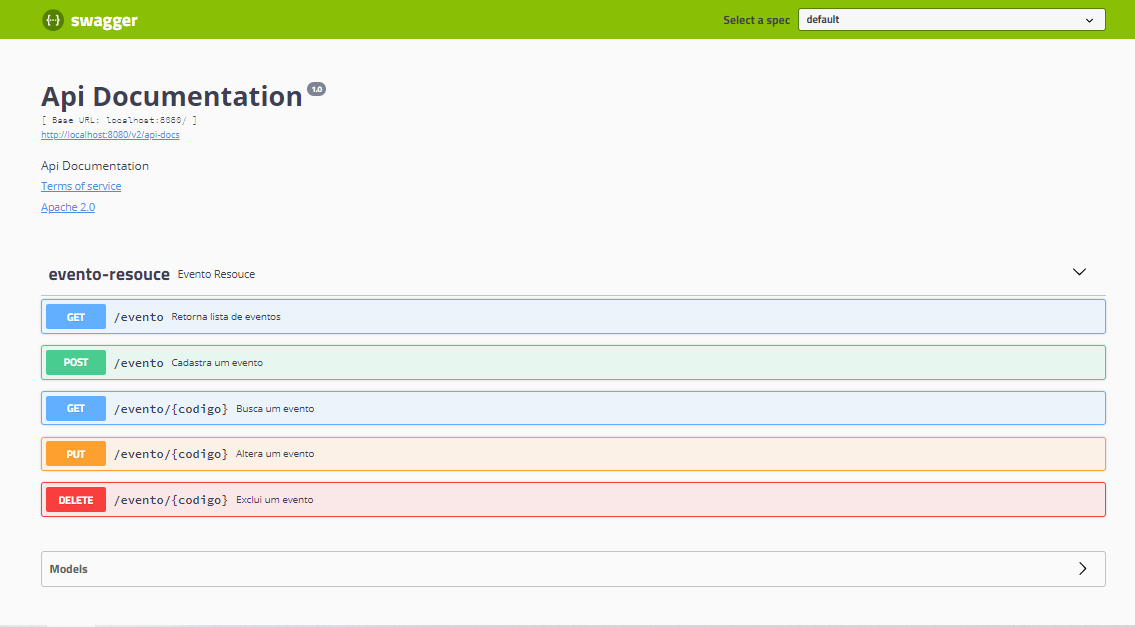 {··} swagger Select a spec default
Api Documentation 1.0
[ Base URL: localhost:8080/ ]
http://localhost:8080/v2/api-docs
Api Documentation
Terms of service
Apache 2.0
evento-resouce Evento Resouce
GET /evento Retorna lista de eventos
POST /evento Cadastra um evento
GET /evento/{codigo} Busca um evento
PUT /evento/{codigo} Altera um evento
DELETE /evento/{codigo} Exclui um evento
Models